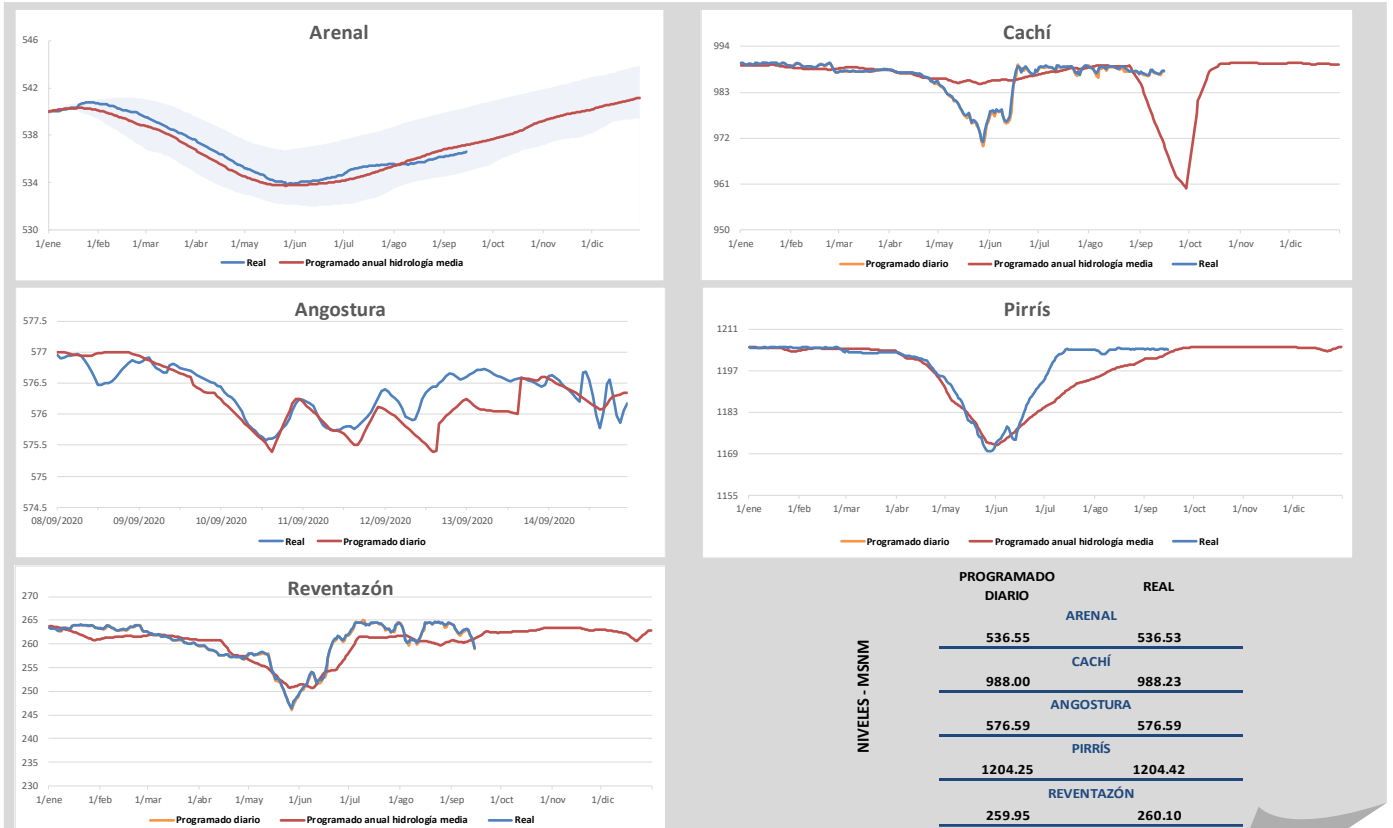 Arenal
546
542
538
534
530
1/ene 1/feb 1/mar 1/abr 1/may 1/jun 1/jul 1/ago 1/sep 1/oct 1/nov 1/dic
Real Programado anual hidrología media
Cachí
994
983
972
961
950
1/ene 1/feb 1/mar 1/abr 1/may 1/jun 1/jul 1/ago 1/sep 1/oct 1/nov 1/dic
Programado diario Programado anual hidrología media Real
Angostura
577.5
577
576.5
576
575.5
575
574.5
08/09/2020 09/09/2020 10/09/2020 11/09/2020 12/09/2020 13/09/2020 14/09/2020
Real Programado diario
Pirrís
1211
1197
1183
1169
1155
1/ene 1/feb 1/mar 1/abr 1/may 1/jun 1/jul 1/ago 1/sep 1/oct 1/nov 1/dic
Programado diario Programado anual hidrología media Real
Reventazón
270
265
260
255
250
245
240
235
230
1/ene 1/feb 1/mar 1/abr 1/may 1/jun 1/jul 1/ago 1/sep 1/oct 1/nov 1/dic
Programado diario Programado anual hidrología media Real
NIVELES - MSNM
PROGRAMADO
DIARIO REAL
ARENAL
536.55 536.53
CACHÍ
988.00 988.23
ANGOSTURA
576.59 576.59
PIRRÍS
1204.25 1204.42
REVENTAZÓN
259.95 260.10